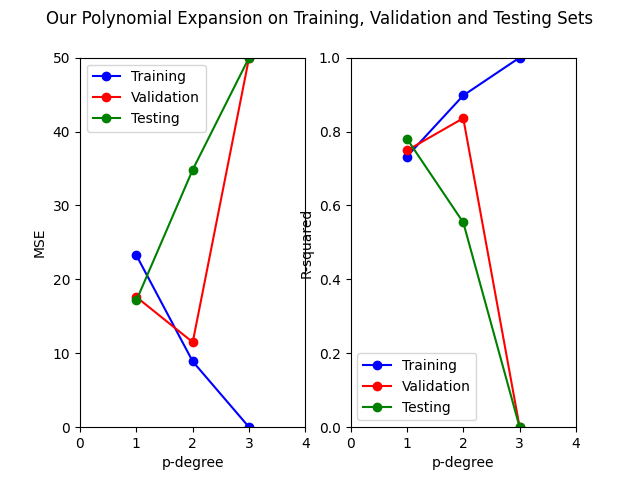 Our Polynomial Expansion on Training, Validation and Testing Sets
50
40
30
20
10
0
0
1
2
3
4
MSE
p-degree
Training
Validation
Testing
1.0
0.8
0.6
0.4
0.2
0.0
0
1
2
3
4
R-squared
p-degree
Training
Validation
Testing